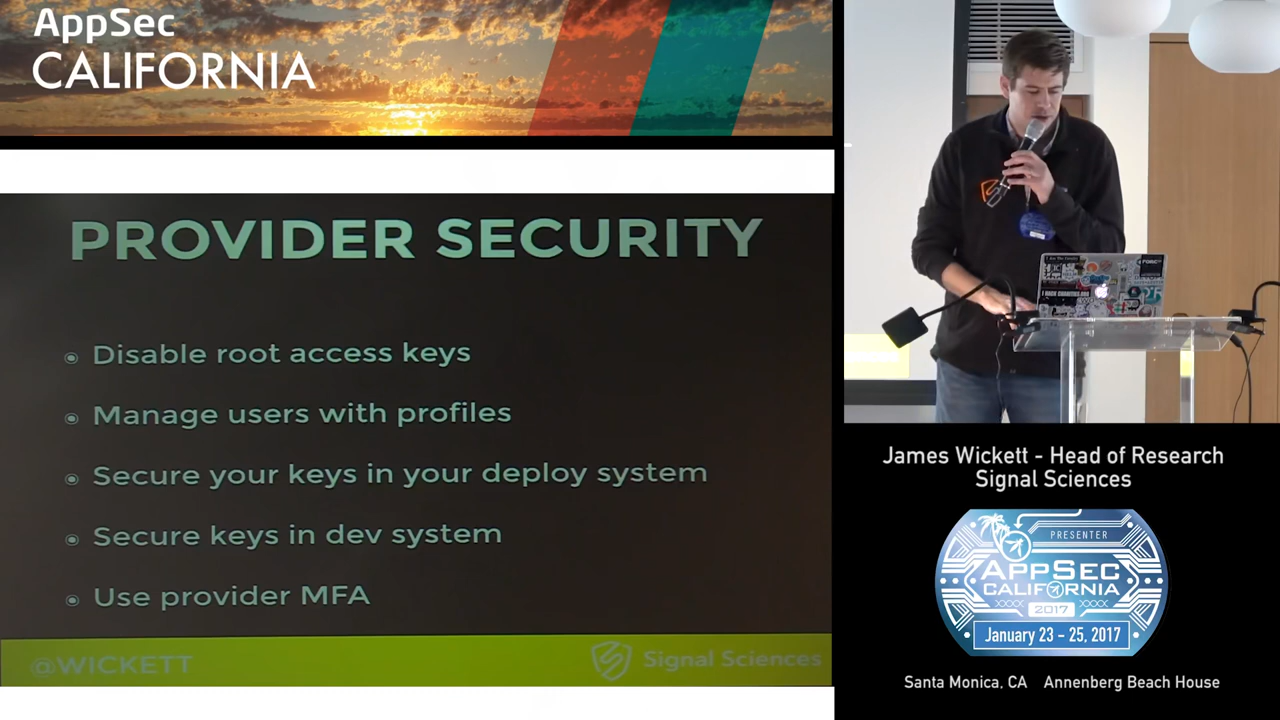 AppSec
CALIFORNIA
PROVIDER SECURITY
Disable root access keys
Manage users with profiles
Secure your keys in your deploy system
Secure keys in dev system
Use provider MFA
@WICKETT
Signal Sciences
James Wickett - Head of Research
Signal Sciences
PRESENTER
APPSEC
CALIFORNIA
2017
January 23 - 25, 2017
Santa Monica, CA Annenberg Beach House